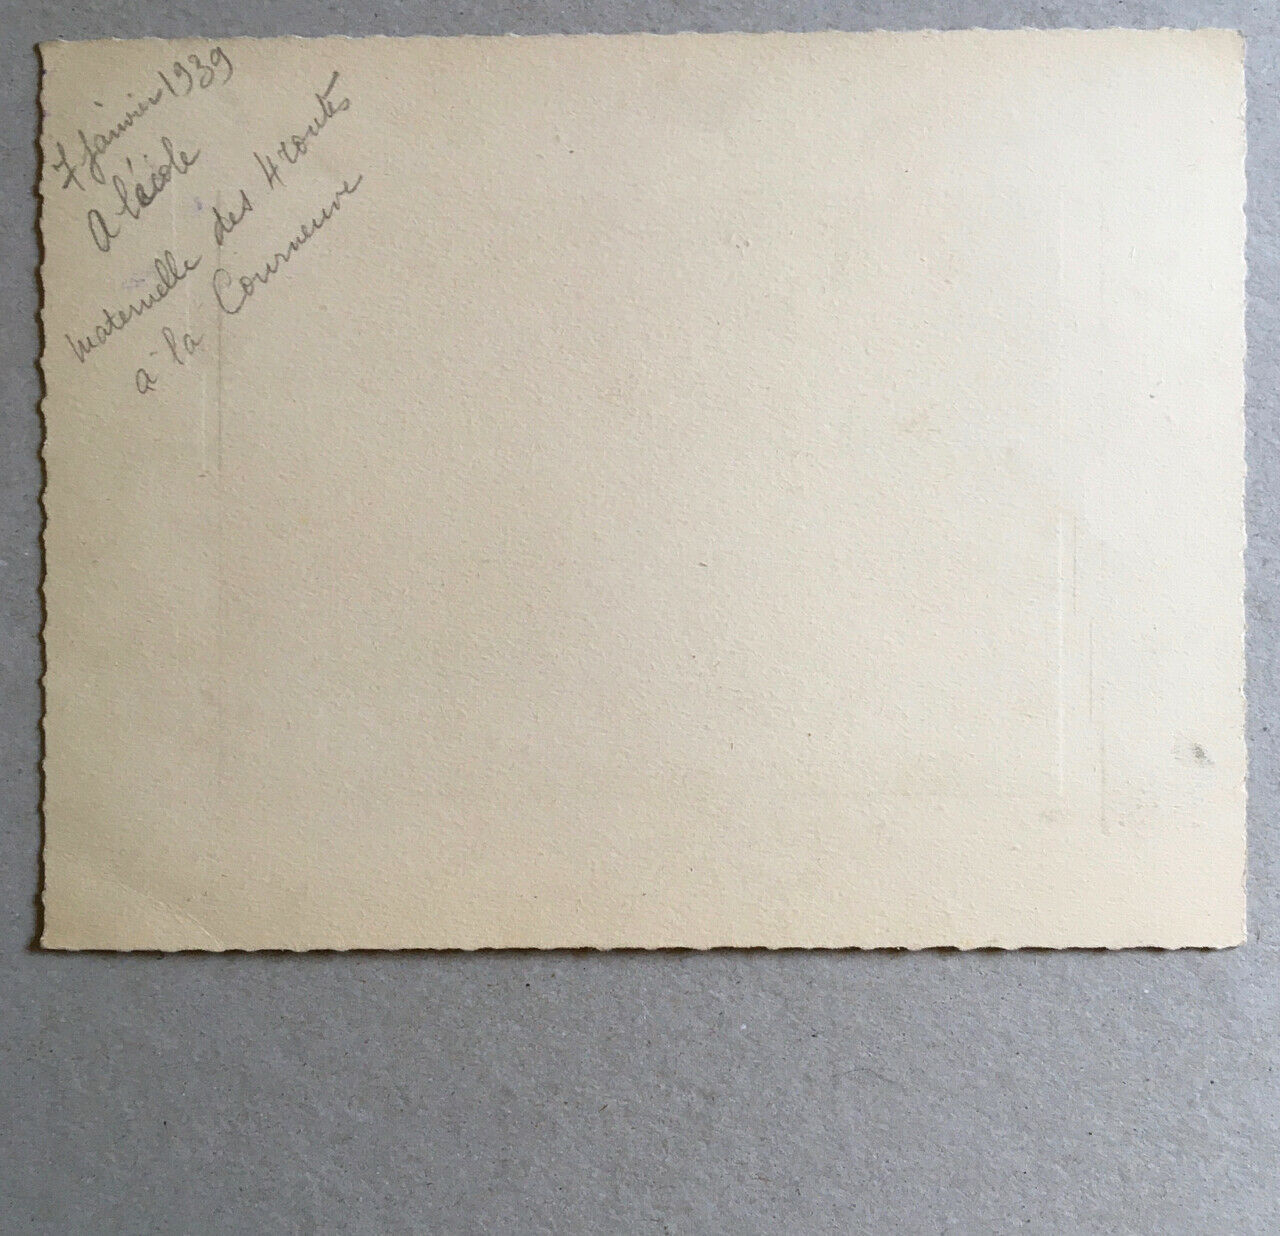 7 janvier 1939
A l'école
maternelle des 4 routes
à la Courneuve